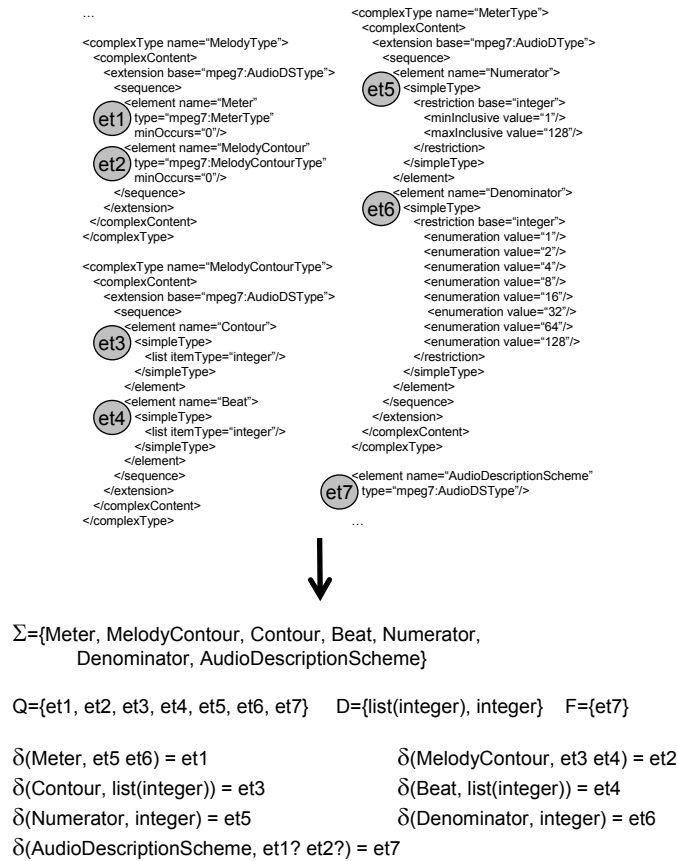 …
<complexType name=“MelodyType”>
<complexContent>
<extension base=“mpeg7:AudioDSType”>
<sequence>
<element name=“Meter”
et1
type=“mpeg7:MeterType”
minOccurs=“0”/>
<element name=“MelodyContour”
et2
type=“mpeg7:MelodyContourType”
minOccurs=“0”/>
</sequence>
</extension>
</complexContent>
</complexType>
<complexType name=“MelodyContourType”>
<complexContent>
<extension base=“mpeg7:AudioDSType”>
<sequence>
<element name=“Contour”>
et3
<simpleType>
<list itemType=“integer”/>
</simpleType>
</element>
<element name=“Beat”>
et4
<simpleType>
<list itemType=“integer”/>
</simpleType>
</element>
</sequence>
</extension>
</complexContent>
</complexType>
<complexType name=“MeterType”>
<complexContent>
<extension base=“mpeg7:AudioDType”>
<sequence>
<element name=“Numerator”>
et5
<simpleType>
<restriction base=“integer”>
<minInclusive value=“1”/>
<maxInclusive value=“128”/>
</restriction>
</simpleType>
</element>
<element name=“Denominator”>
et6
<simpleType>
<restriction base=“integer”>
<enumeration value=“1”/>
<enumeration value=“2”/>
<enumeration value=“4”/>
<enumeration value=“8”/>
<enumeration value=“16”/>
<enumeration value=“32”/>
<enumeration value=“64”/>
<enumeration value=“128”/>
</restriction>
</simpleType>
</element>
</sequence>
</extension>
</complexContent>
</complexType>
<element name=“AudioDescriptionScheme”
et7
type=“mpeg7:AudioDSType”/>
…
Σ={Meter, MelodyContour, Contour, Beat, Numerator,
Denominator, AudioDescriptionScheme}
Q={et1, et2, et3, et4, et5, et6, et7} D={list(integer), integer} F={et7}
δ(Meter, et5 et6) = et1 δ(MelodyContour, et3 et4) = et2
δ(Contour, list(integer)) = et3 δ(Beat, list(integer)) = et4
δ(Numerator, integer) = et5 δ(Denominator, integer) = et6
δ(AudioDescriptionScheme, et1? et2?) = et7